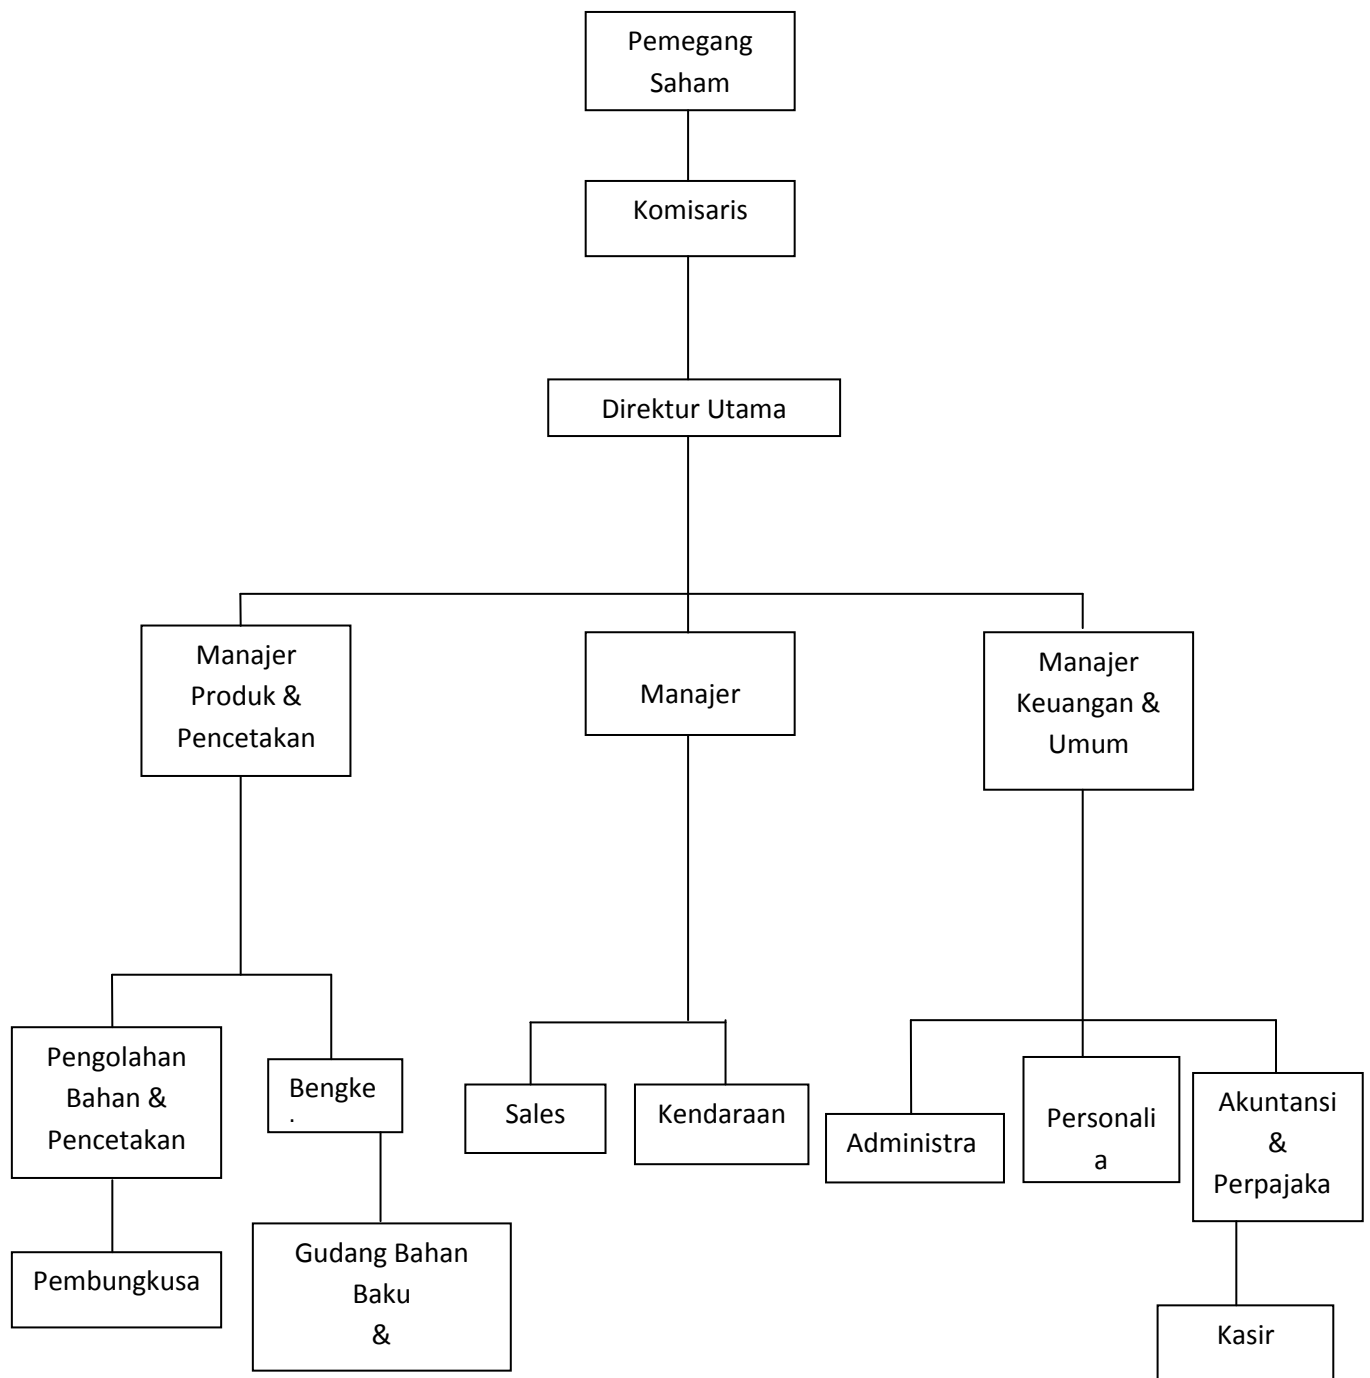 Pemegang
Saham
Komisaris
Direktur Utama
Manajer
Produk &
Pencetakan
Manajer
Manajer
Keuangan &
Umum
Pengolahan
Bahan &
Pencetakan
Bengke
Sales
Kendaraan
Administra
Personali
a
Akuntansi
&
Perpajaka
Pembungkusa
Gudang Bahan
Baku
&
Kasir